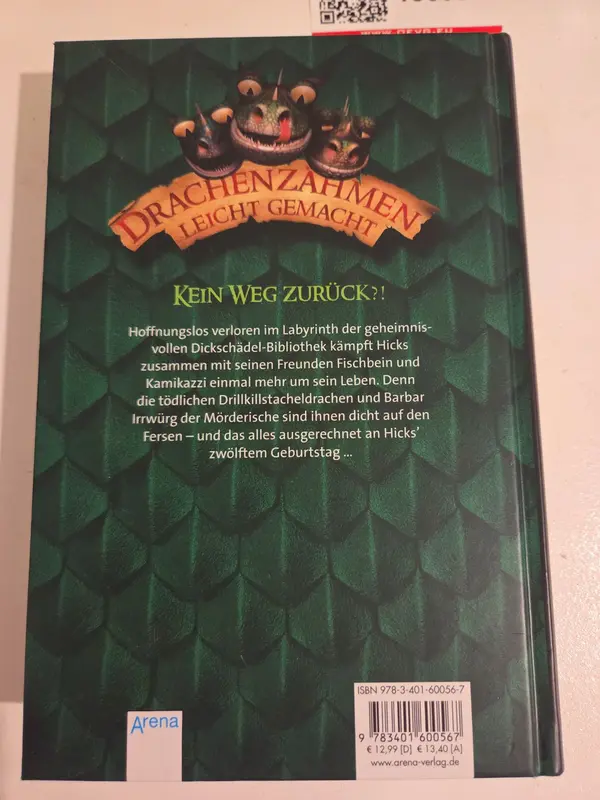 WWW.OEVG.EU
DRACHENZÄHMEN
LEICHT GEMACHT
KEIN WEG ZURÜCK?!
Hoffnungslos verloren im Labyrinth der geheimnis-
vollen Dickschädel-Bibliothek kämpft Hicks
zusammen mit seinen Freunden Fischbein und
Kamikazzi einmal mehr um sein Leben. Denn
die tödlichen Drillkillstacheldrachen und Barbar
Irrwürg der Mörderische sind ihnen dicht auf den
Fersen – und das alles ausgerechnet an Hicks’
zwölftem Geburtstag ...
ISBN 978-3-401-60056-7
9 783401 600567
€ 12,99 [D] € 13,40 [A]
www.arena-verlag.de
Arena